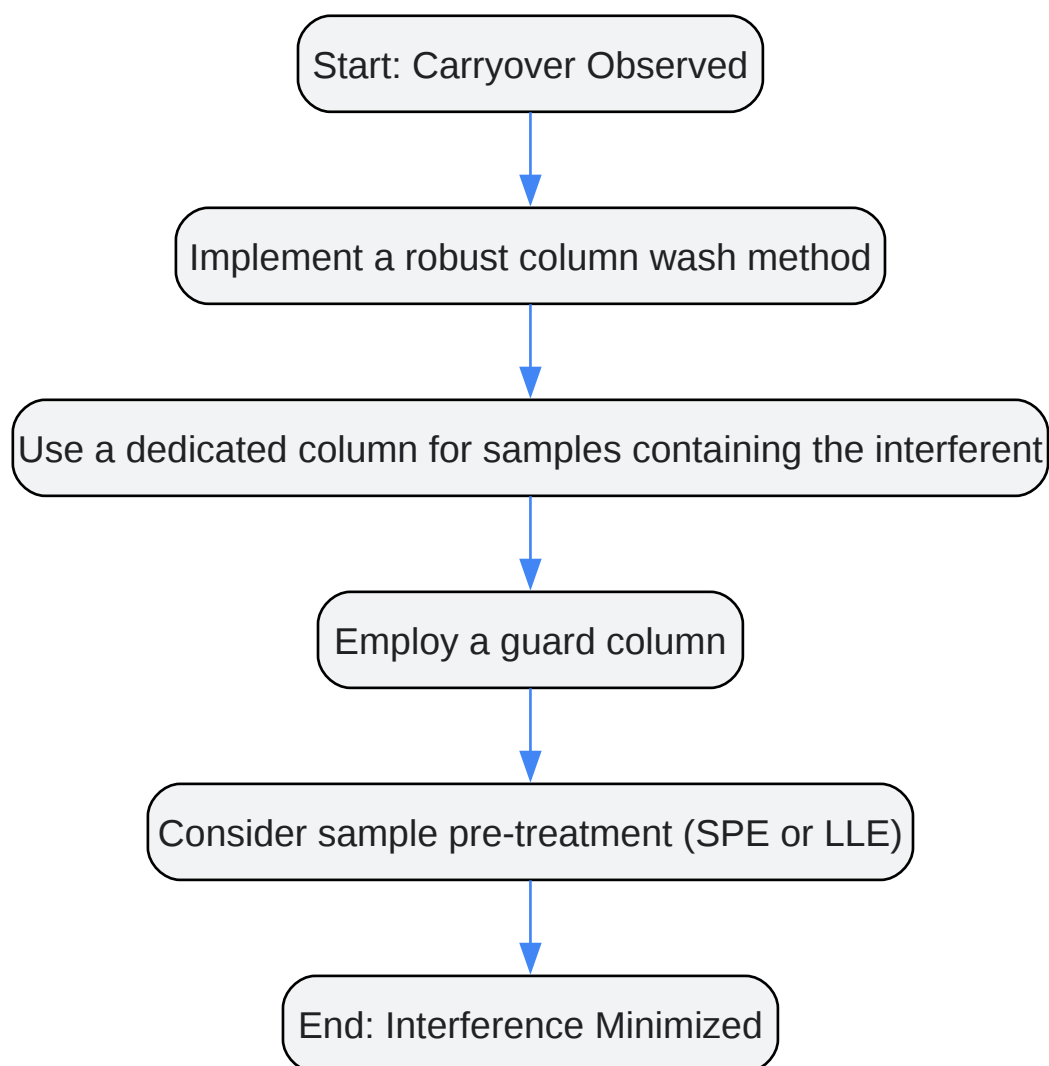 Start: Carryover Observed
Implement a robust column wash method
Use a dedicated column for samples containing the interferent
Employ a guard column
Consider sample pre-treatment (SPE or LLE)
End: Interference Minimized